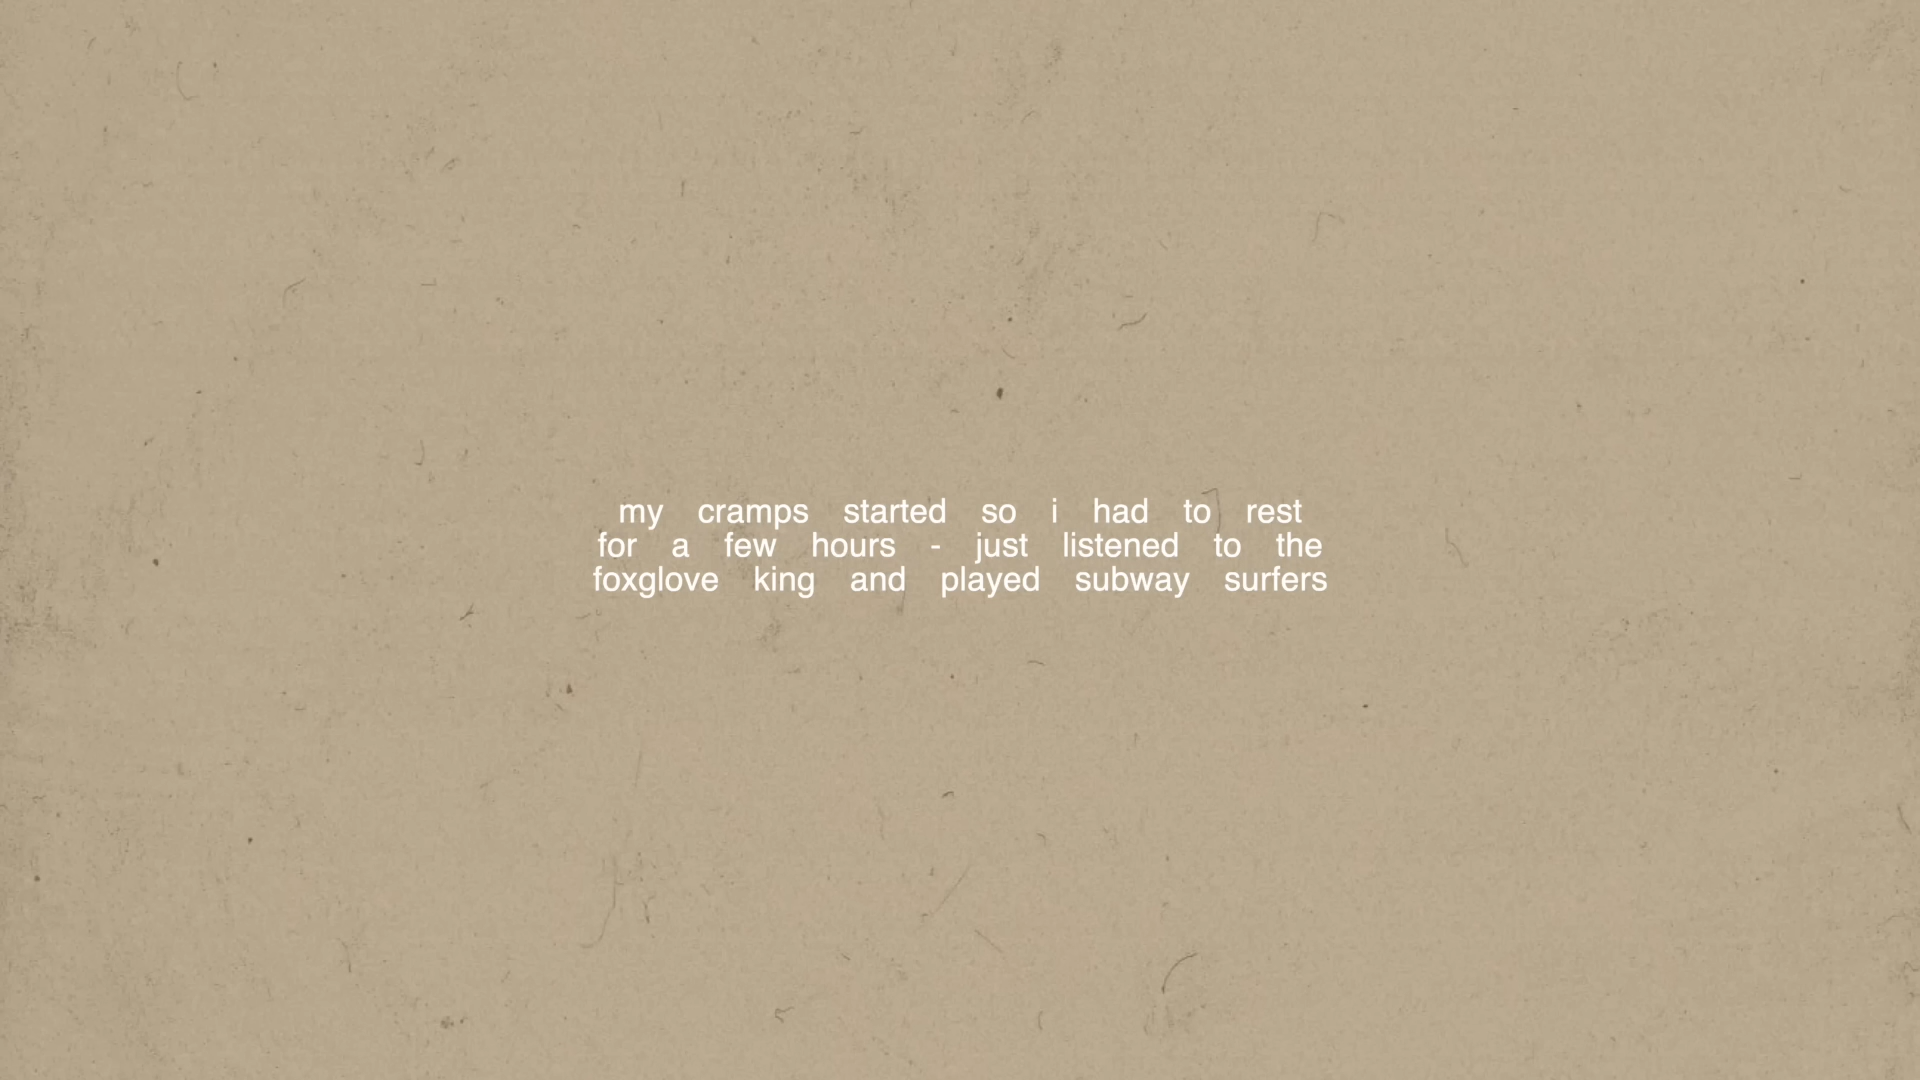 my cramps started so i had to rest
for a few hours - just listened to the
foxglove king and played subway surfers